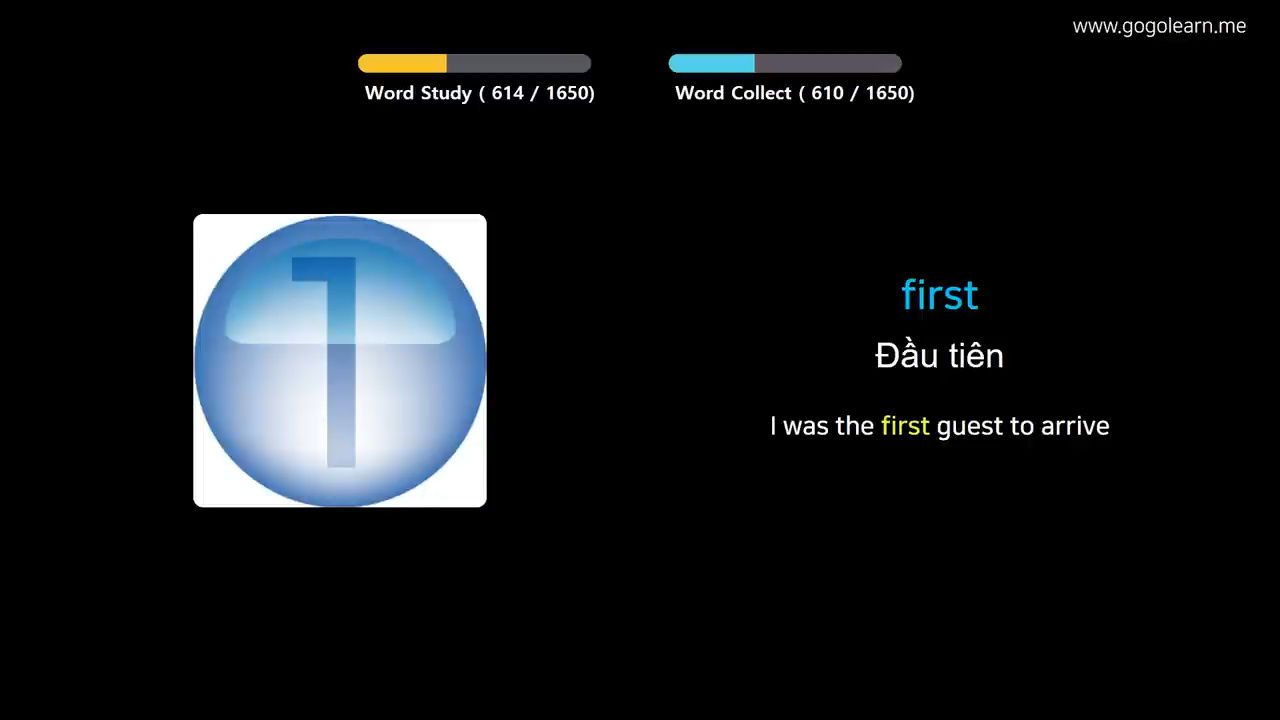 www.gogolearn.me
Word Study ( 614 / 1650)
Word Collect ( 610 / 1650)
1
first
Đầu tiên
I was the first guest to arrive